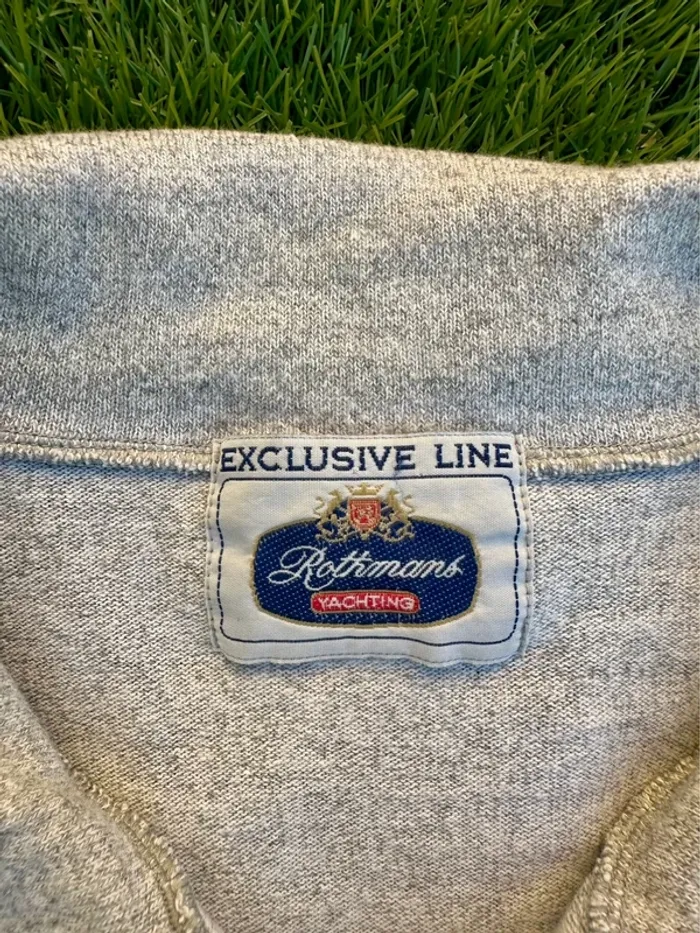 EXCLUSIVE LINE
Rothmans
YACHTING